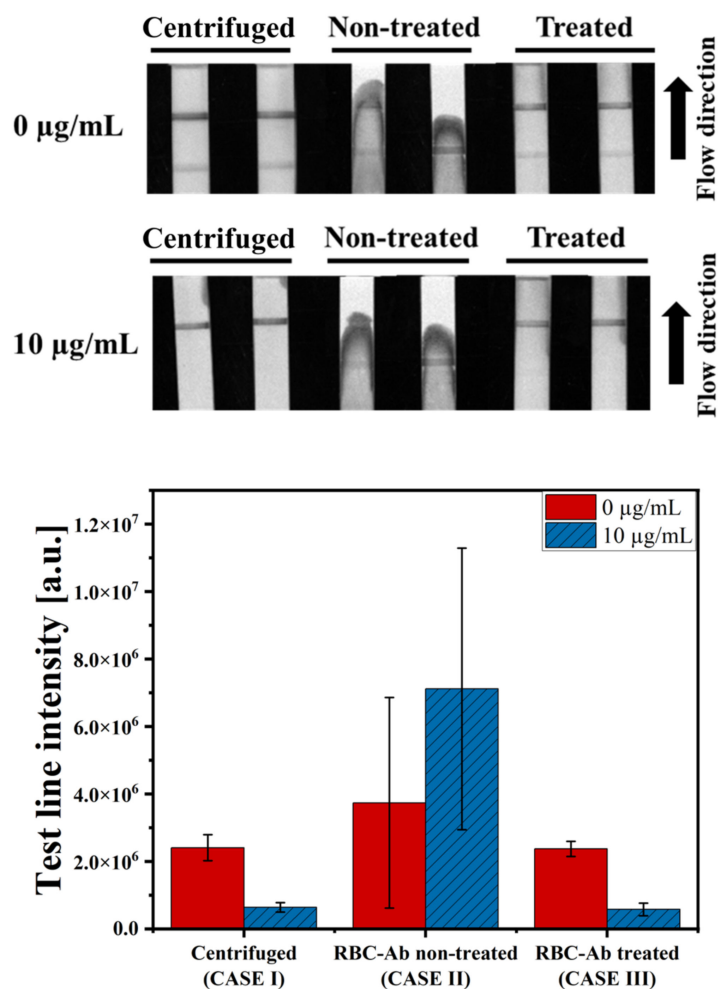 Centrifuged Non-treated Treated
0 µg/mL
Flow direction
Centrifuged Non-treated Treated
10 µg/mL
Flow direction
Test line intensity [a.u.]
1.2×10⁷
1.0×10⁷
8.0×10⁶
6.0×10⁶
4.0×10⁶
2.0×10⁶
0.0
0 µg/mL
10 µg/mL
Centrifuged RBC-Ab non-treated RBC-Ab treated
(CASE I) (CASE II) (CASE III)